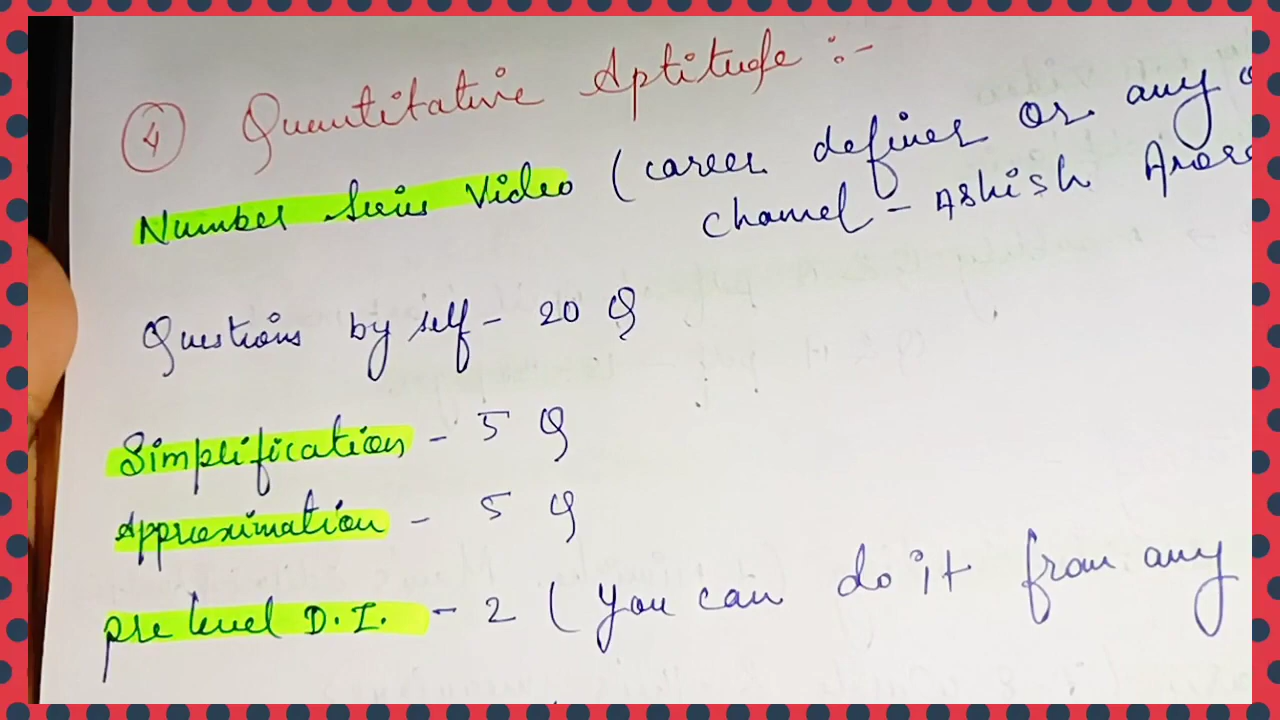 4 Quantitative Aptitude :-
Number Series Video (career definer or any
channel - Ashish Arora
Questions by self - 20 Q
Simplification - 5 Q
Approximation - 5 Q
pre level D.I. - 2 (You can do it from any